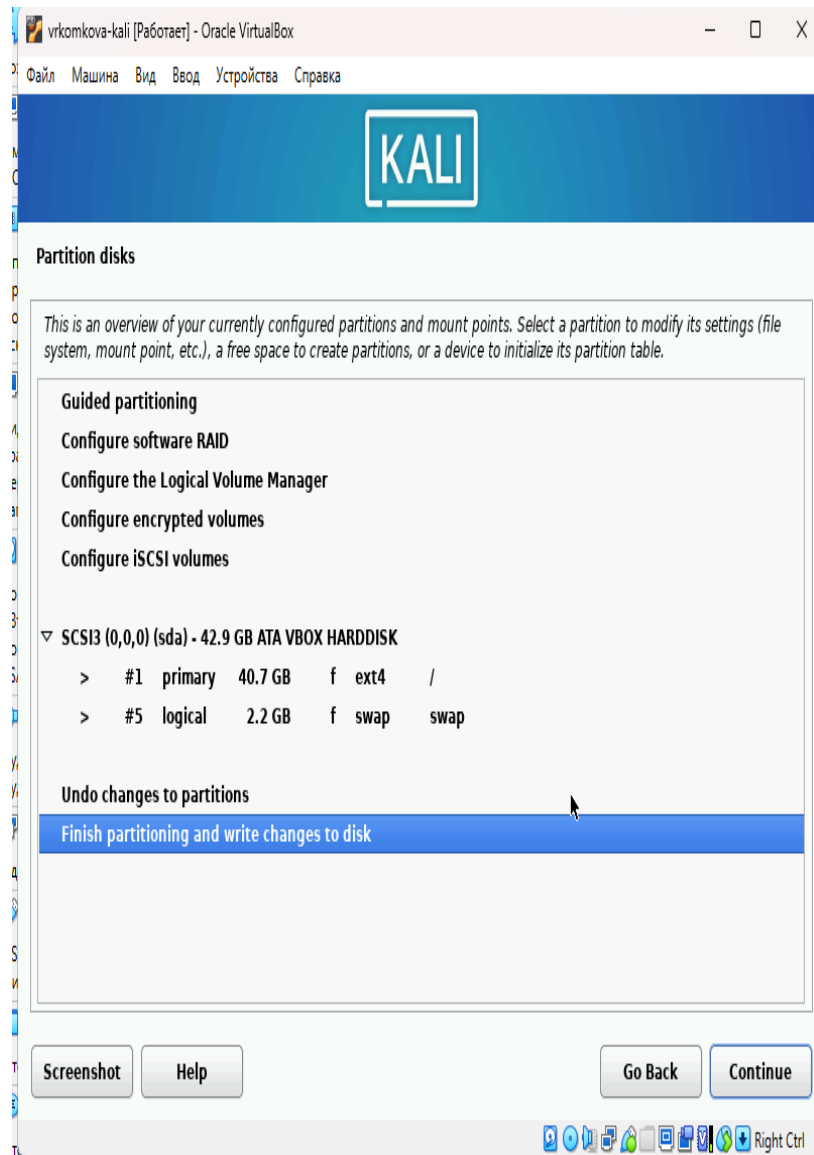 vrkomkova-kali [Работает] - Oracle VirtualBox
Файл Машина Вид Ввод Устройства Справка
KALI
Partition disks
This is an overview of your currently configured partitions and mount points. Select a partition to modify its settings (file
system, mount point, etc.), a free space to create partitions, or a device to initialize its partition table.
Guided partitioning
Configure software RAID
Configure the Logical Volume Manager
Configure encrypted volumes
Configure iSCSI volumes
SCSI3 (0,0,0) (sda) - 42.9 GB ATA VBOX HARDDISK
> #1 primary 40.7 GB f ext4 /
> #5 logical 2.2 GB f swap swap
Undo changes to partitions
Finish partitioning and write changes to disk
Screenshot Help Go Back Continue
Right Ctrl